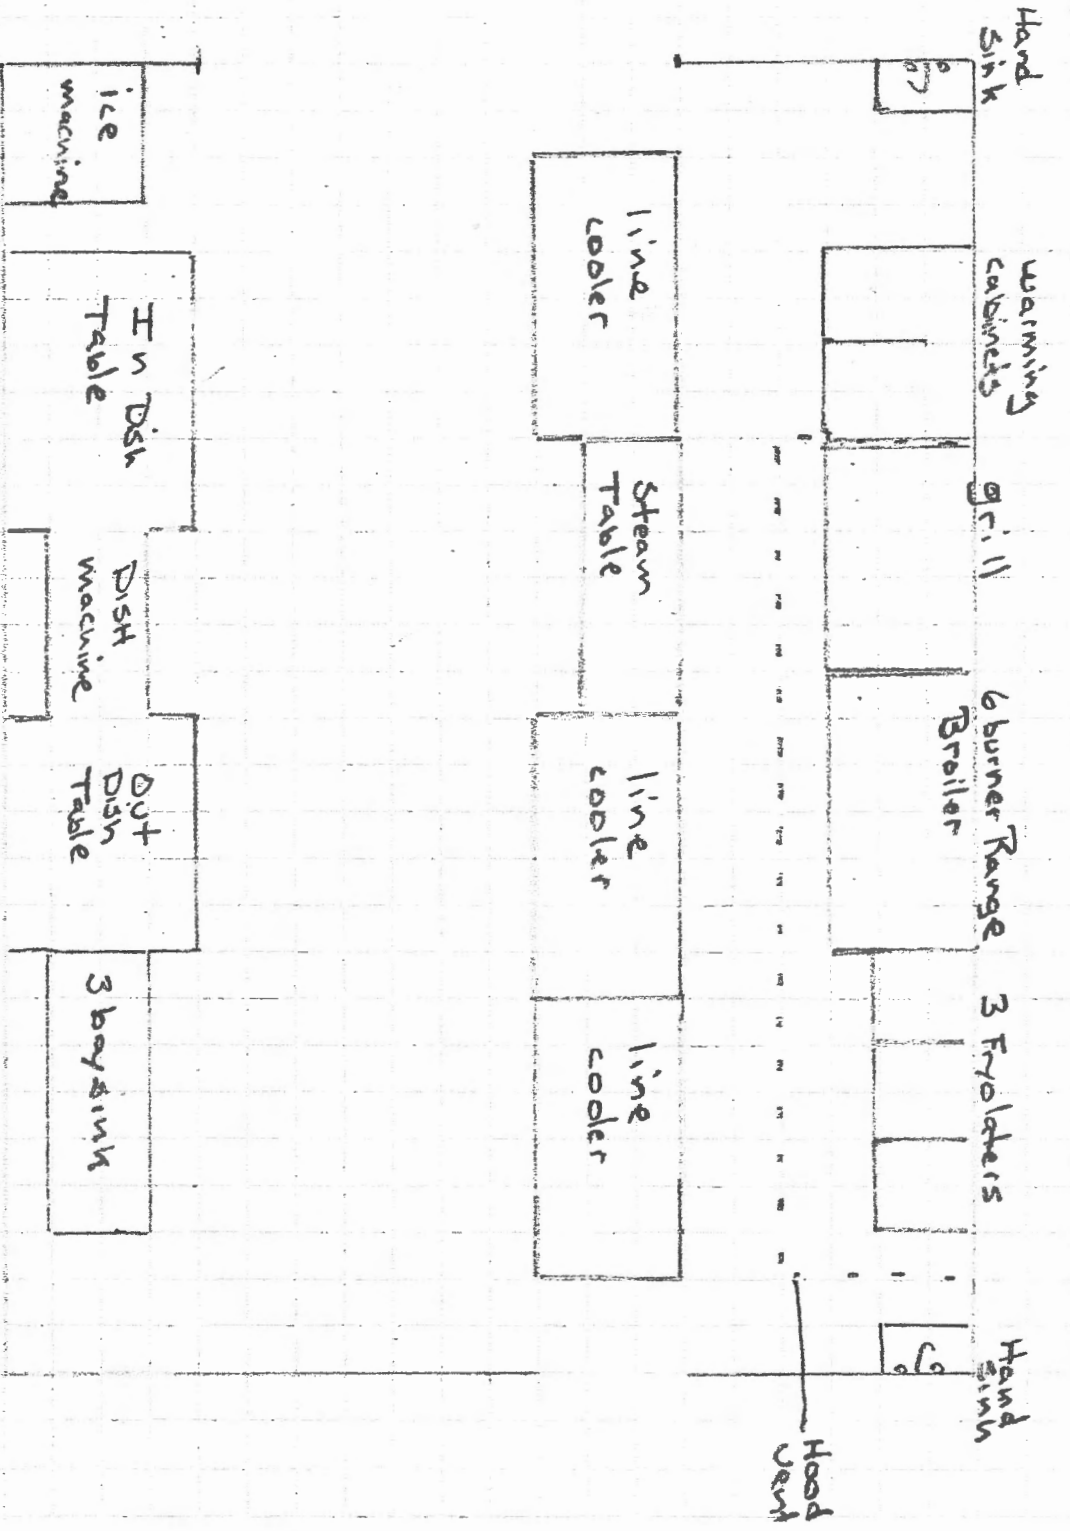 Hand
Sink
warming
cabinets
grill
6 burner Range
Broiler
3 Fryolaters
Hand
Sink
Hood
vent
line
cooler
Steam
Table
line
cooler
line
cooler
ice
machine
In Dish
Table
DISH
machine
Out
Dish
Table
3 bay sink